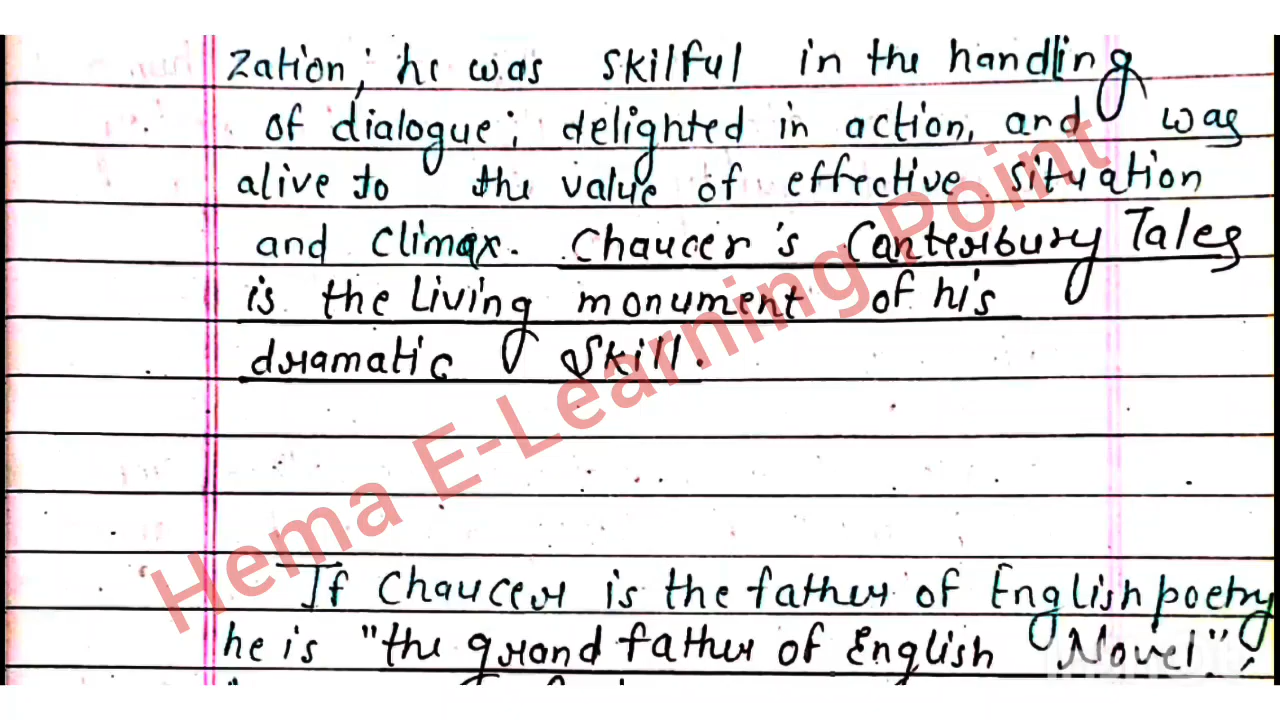 zation; he was skilful in the handling
of dialogue; delighted in action, and was
alive to the value of effective situation
and climax. Chaucer's Canterbury Tales
is the living monument of his
dramatic skill.
Hema E-Learning Point
If Chaucer is the father of English poetry
he is "the grand father of English Novel",